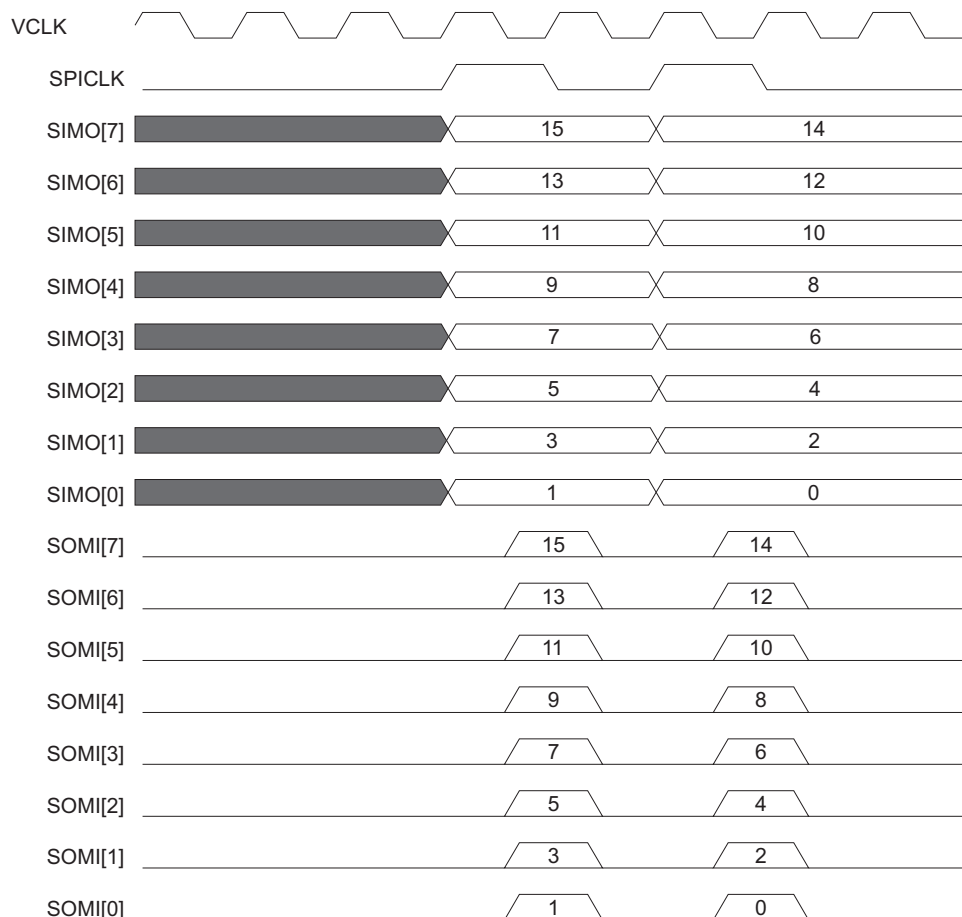 VCLK
SPICLK
SIMO[7] 15 14
SIMO[6] 13 12
SIMO[5] 11 10
SIMO[4] 9 8
SIMO[3] 7 6
SIMO[2] 5 4
SIMO[1] 3 2
SIMO[0] 1 0
SOMI[7] 15 14
SOMI[6] 13 12
SOMI[5] 11 10
SOMI[4] 9 8
SOMI[3] 7 6
SOMI[2] 5 4
SOMI[1] 3 2
SOMI[0] 1 0